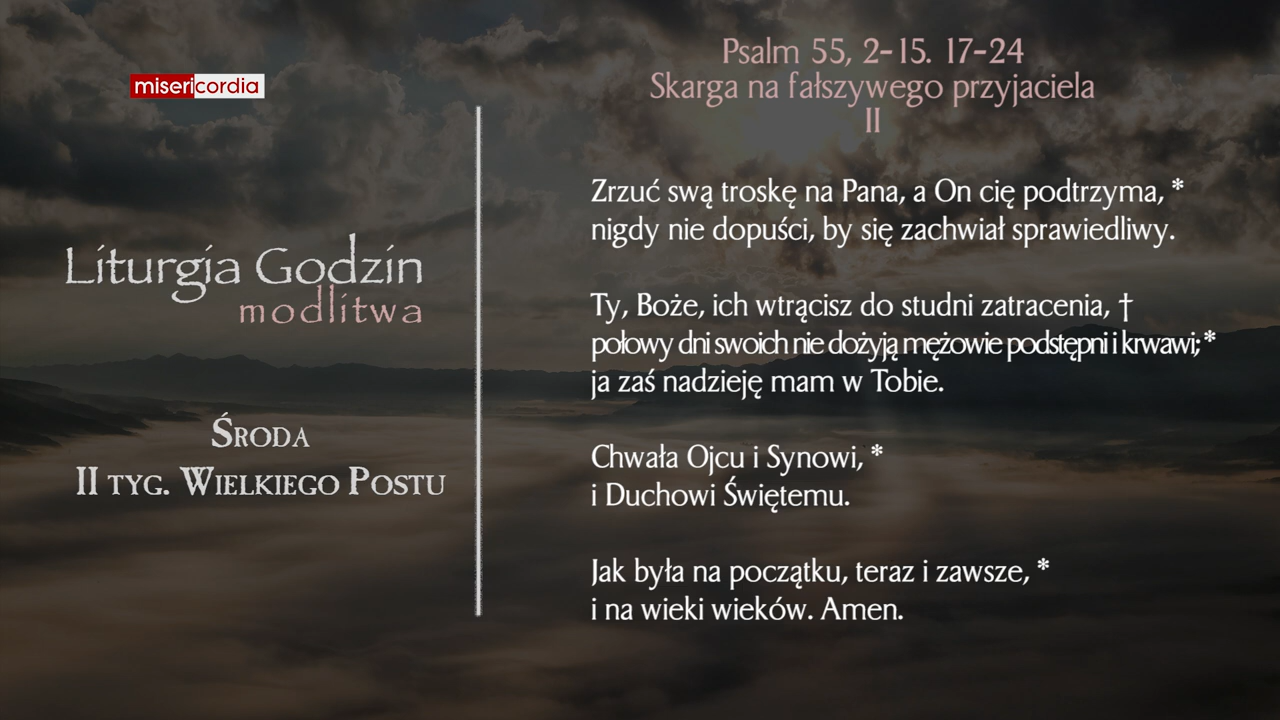 misericordia
Liturgia Godzin
modlitwa
Środa
II tyg. Wielkiego Postu
Psalm 55, 2-15. 17-24
Skarga na fałszywego przyjaciela
II
Zrzuć swą troskę na Pana, a On cię podtrzyma, *
nigdy nie dopuści, by się zachwiał sprawiedliwy.
Ty, Boże, ich wtrącisz do studni zatracenia, †
połowy dni swoich nie dożyją mężowie podstępni i krwawi; *
ja zaś nadzieję mam w Tobie.
Chwała Ojcu i Synowi, *
i Duchowi Świętemu.
Jak była na początku, teraz i zawsze, *
i na wieki wieków. Amen.